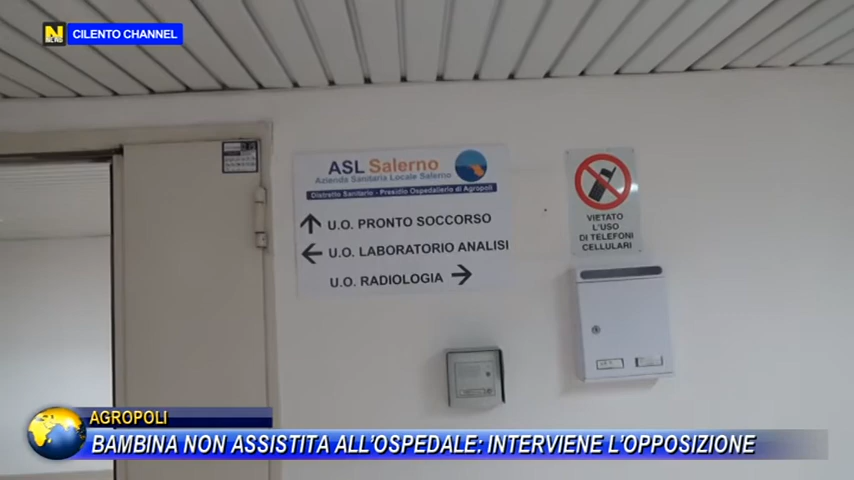 CILENTO CHANNEL
ASL Salerno
Azienda Sanitaria Locale Salerno
Distretto Sanitario - Presidio Ospedaliero di Agropoli
U.O. PRONTO SOCCORSO
U.O. LABORATORIO ANALISI
U.O. RADIOLOGIA
VIETATO
L'USO
DI TELEFONI
CELLULARI
AGROPOLI
BAMBINA NON ASSISTITA ALL'OSPEDALE: INTERVIENE L'OPPOSIZIONE